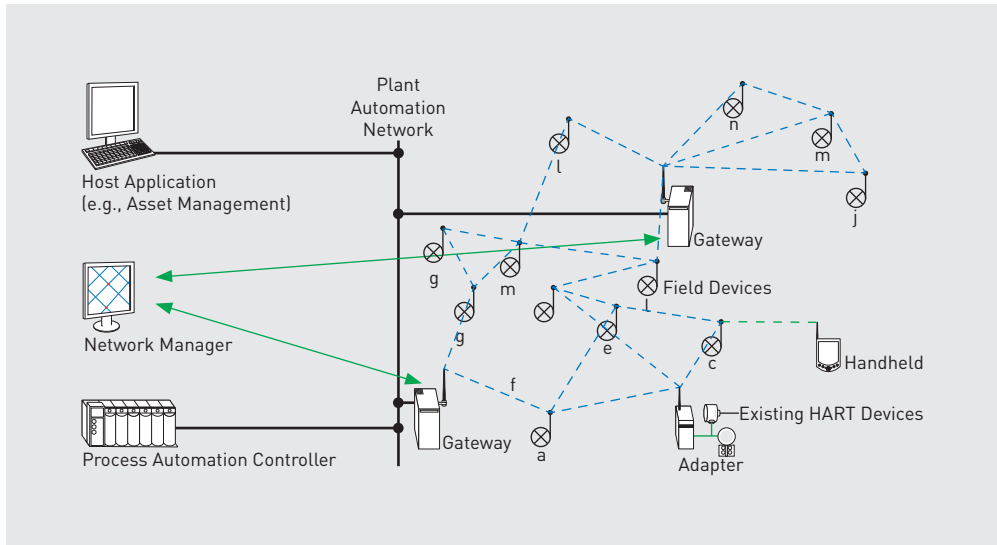 Plant
Automation
Network
Host Application
(e.g., Asset Management)
n
m
l
j
Gateway
g
m
Field Devices
l
g
e
c
Network Manager
Handheld
f
Existing HART Devices
a
Gateway
Adapter
Process Automation Controller